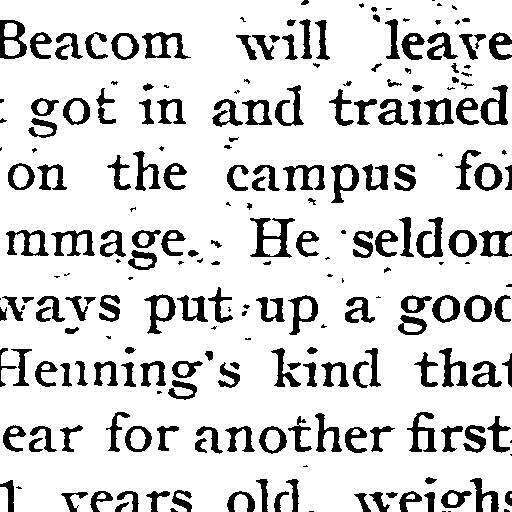 Beacom will leave
got in and trained
on the campus for
mmage. He seldom
ways put up a good
Henning's kind that
ear for another first
1 years old, weighs